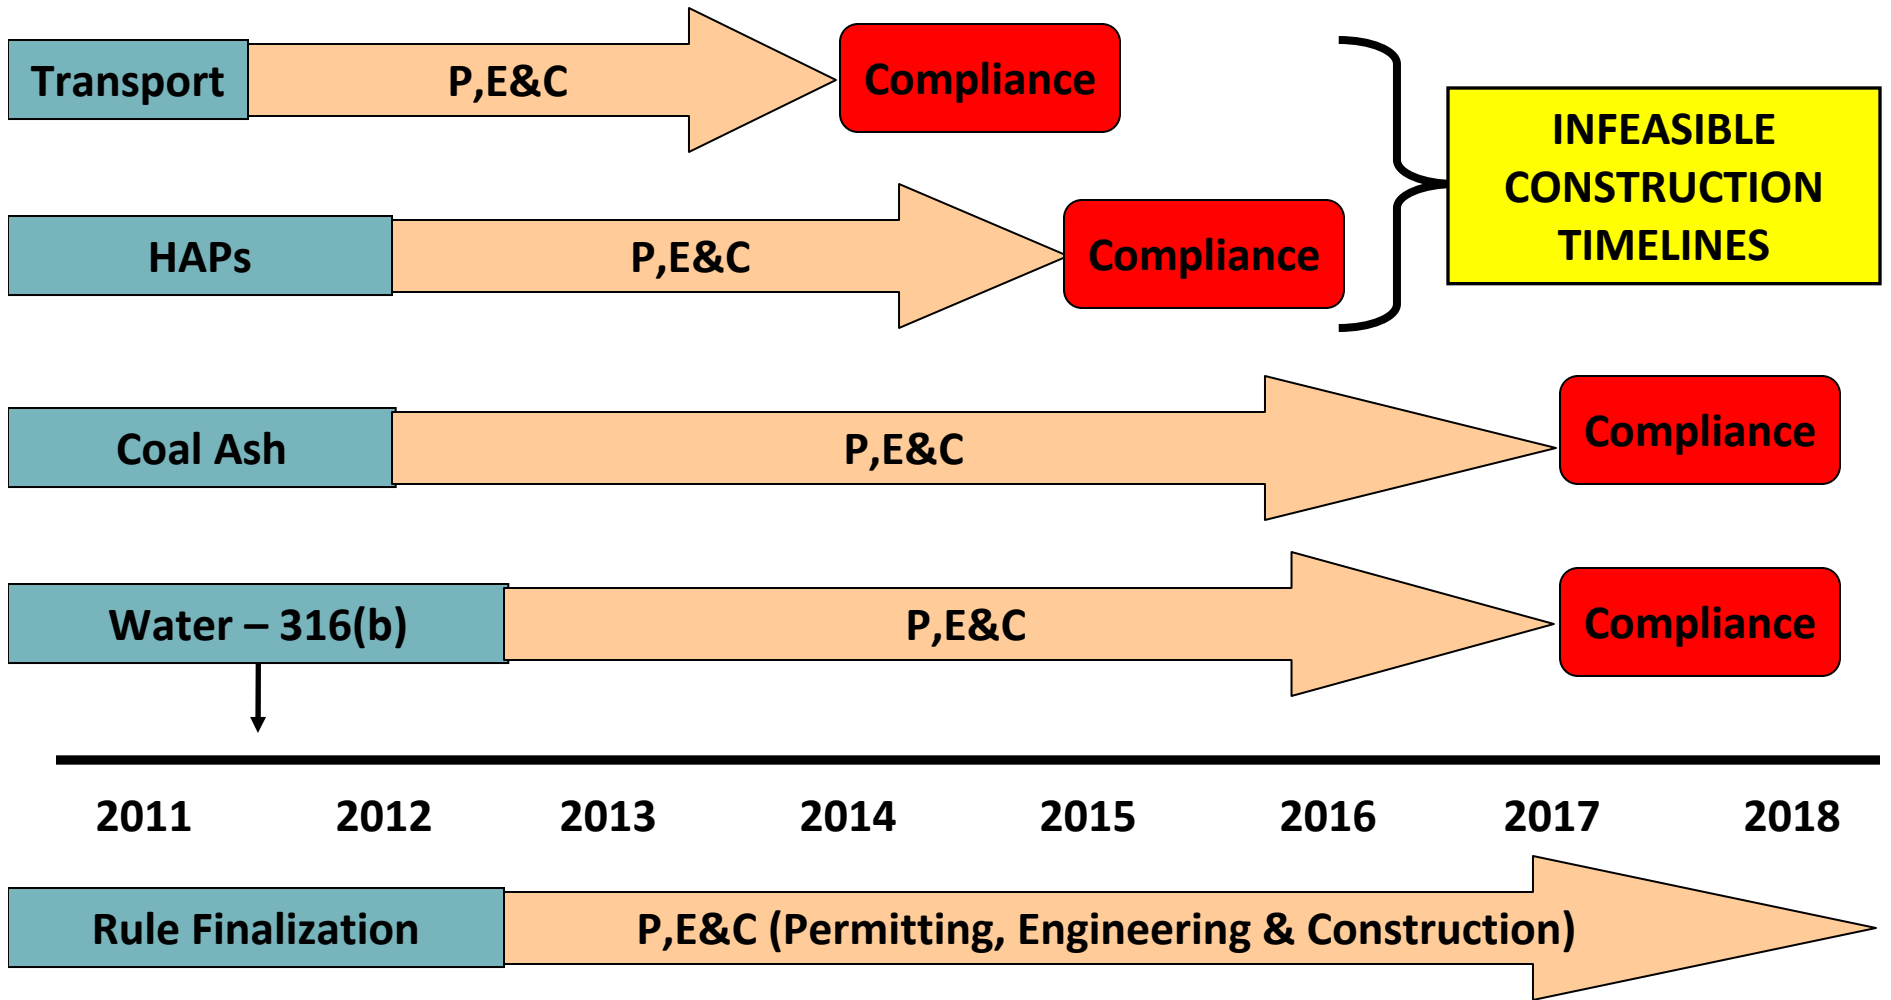 Transport
P,E&C
Compliance
INFEASIBLE
CONSTRUCTION
TIMELINES
HAPs
P,E&C
Compliance
Coal Ash
P,E&C
Compliance
Water – 316(b)
P,E&C
Compliance
2011 2012 2013 2014 2015 2016 2017 2018
Rule Finalization
P,E&C (Permitting, Engineering & Construction)